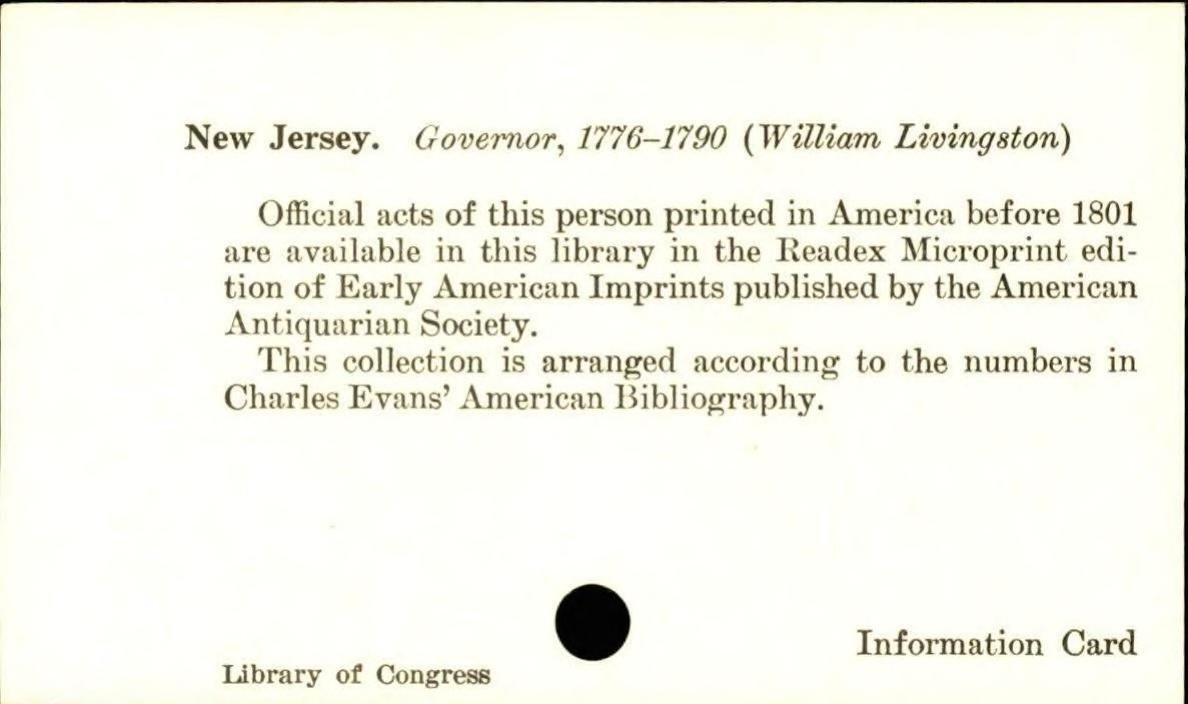 New Jersey. Governor, 1776–1790 (William Livingston)
Official acts of this person printed in America before 1801
are available in this library in the Readex Microprint edi-
tion of Early American Imprints published by the American
Antiquarian Society.
This collection is arranged according to the numbers in
Charles Evans' American Bibliography.
Information Card
Library of Congress